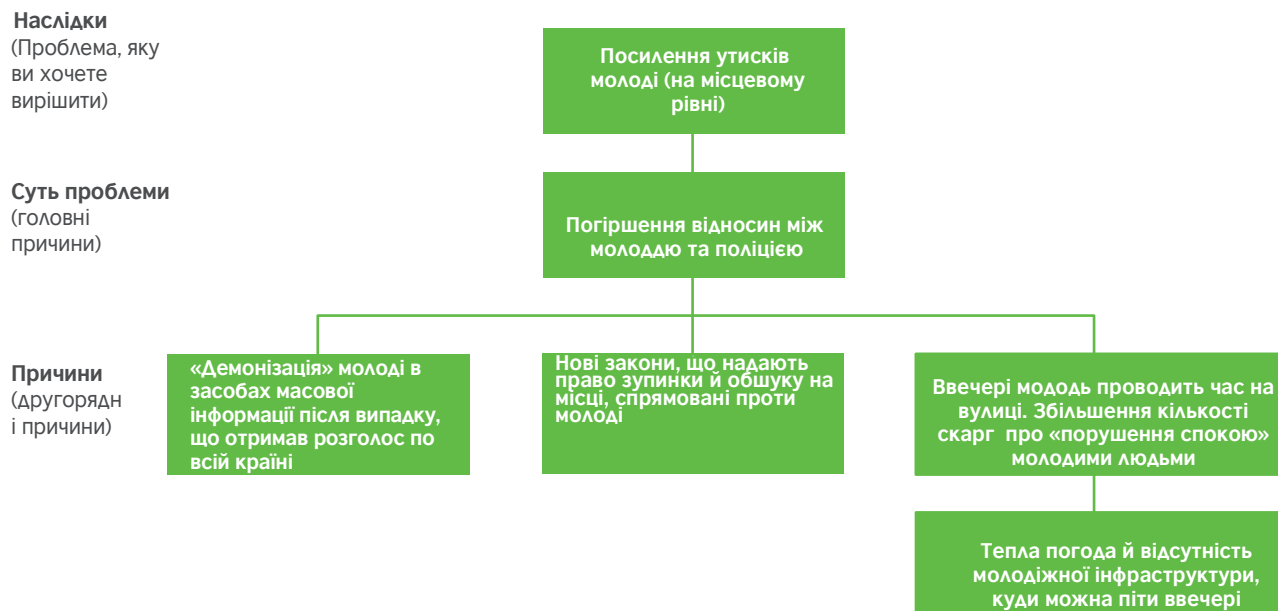 Наслідки
(Проблема, яку
ви хочете
вирішити)
Посилення утисків
молоді (на місцевому
рівні)
Суть проблеми
(головні
причини)
Погіршення відносин між
молоддю та поліцією
Причини
(другорядн
і причини)
«Демонізація» молоді в
засобах масової
інформації після випадку,
що отримав розголос по
всій країні
Нові закони, що надають
право зупинки й обшуку на
місці, спрямовані проти
молоді
Ввечері мододь проводить час на
вулиці. Збільшення кількості
скарг про «порушення спокою»
молодими людьми
Тепла погода й відсутність
молодіжної інфраструктури,
куди можна піти ввечері